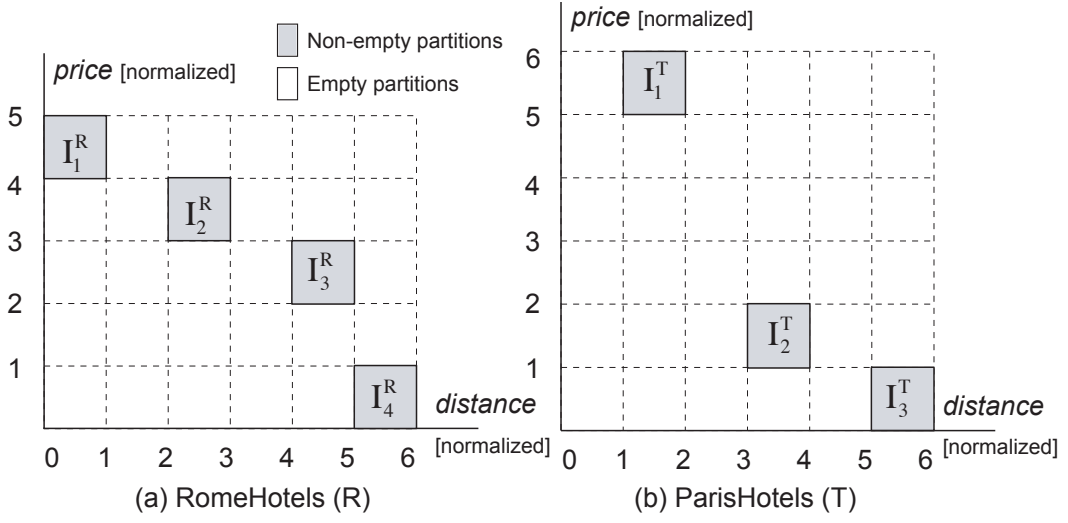 Non-empty partitions
Empty partitions
price [normalized]
5
4
3
2
1
I₁ᴿ
I₂ᴿ
I₃ᴿ
I₄ᴿ
distance
[normalized]
0 1 2 3 4 5 6
(a) RomeHotels (R)
price [normalized]
6
5
4
3
2
1
I₁ᵀ
I₂ᵀ
I₃ᵀ
distance
[normalized]
0 1 2 3 4 5 6
(b) ParisHotels (T)